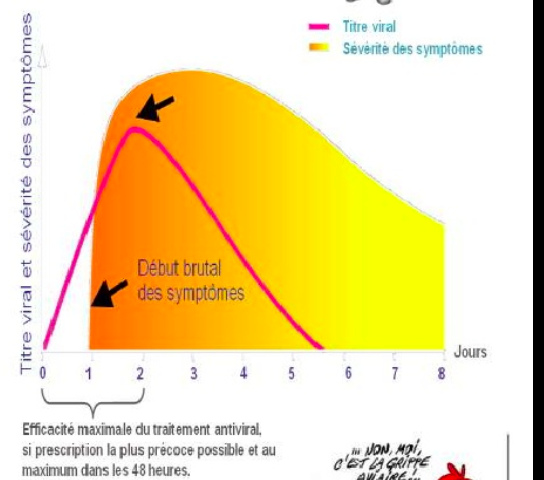 Titre viral
Sévérité des symptômes
Titre viral et sévérité des symptômes
Début brutal
des symptômes
Jours
0 1 2 3 4 5 6 7 8
Efficacité maximale du traitement antiviral,
si prescription la plus précoce possible et au
maximum dans les 48 heures.
... NON, MOI,
C'EST LA GRIPPE
AVIAIRE...